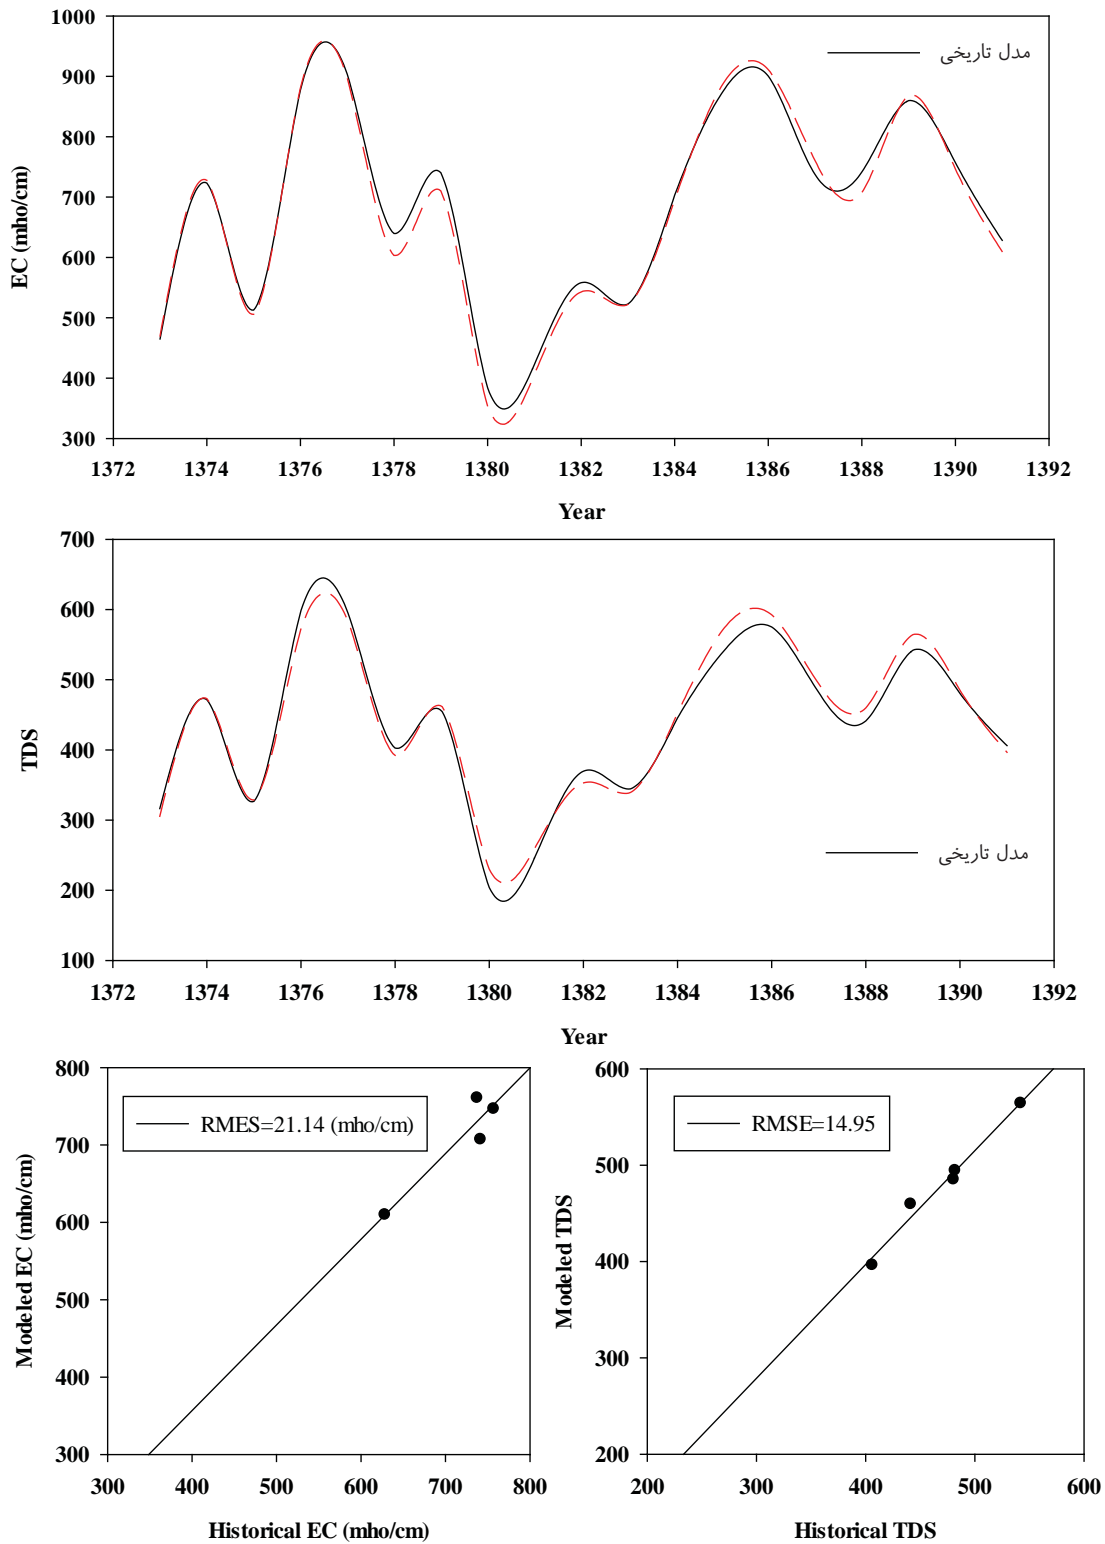 1000
900
800
700
600
500
400
300
EC (mho/cm)
مدل تاریخی
1372 1374 1376 1378 1380 1382 1384 1386 1388 1390 1392
Year
700
600
500
400
300
200
100
TDS
مدل تاریخی
1372 1374 1376 1378 1380 1382 1384 1386 1388 1390 1392
Year
800
700
600
500
400
300
Modeled EC (mho/cm)
RMES=21.14 (mho/cm)
300 400 500 600 700 800
Historical EC (mho/cm)
600
500
400
300
200
Modeled TDS
RMSE=14.95
200 300 400 500 600
Historical TDS